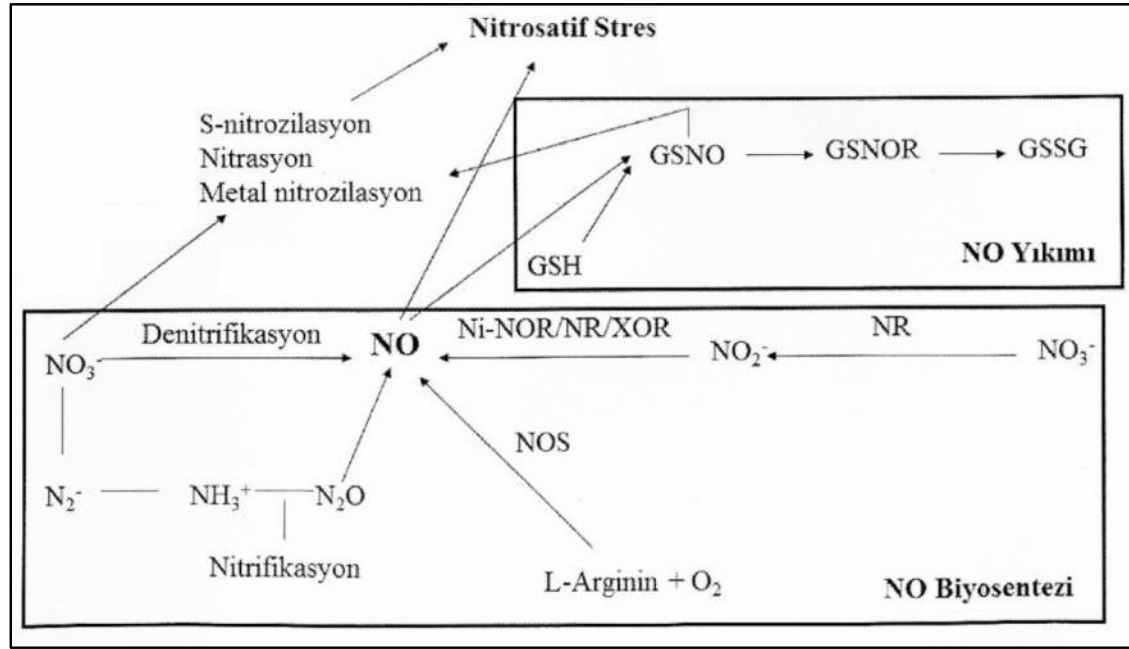 Nitrosatif Stres
S-nitrozilasyon
Nitrasyon
Metal nitrozilasyon
GSNO
GSNOR
GSSG
GSH
NO Yıkımı
Denitrifikasyon
NO
Ni-NOR/NR/XOR
NR
NO₃⁻
NO₂⁻
NO₃⁻
NOS
N₂⁻
NH₃⁺
N₂O
Nitrifikasyon
L-Arginin + O₂
NO Biyosentezi